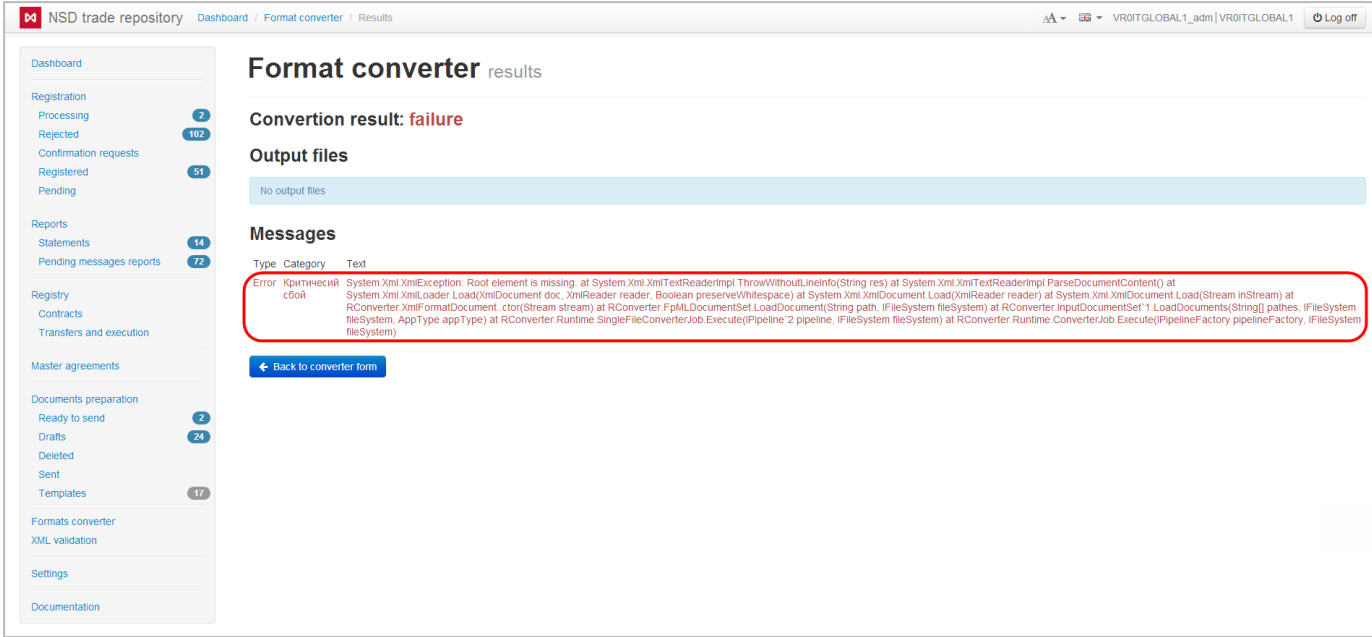 NSD trade repository Dashboard / Format converter / Results
AA VR0ITGLOBAL1_adm | VR0ITGLOBAL1 Log off
Dashboard
Registration
Processing 2
Rejected 102
Confirmation requests
Registered 51
Pending
Reports
Statements 14
Pending messages reports 72
Registry
Contracts
Transfers and execution
Master agreements
Documents preparation
Ready to send 2
Drafts 24
Deleted
Sent
Templates 17
Formats converter
XML validation
Settings
Documentation
Format converter results
Convertion result: failure
Output files
No output files
Messages
Type Category Text
Error Критичесий сбой
System.Xml.XmlException: Root element is missing. at System.Xml.XmlTextReaderImpl.ThrowWithoutLineInfo(String res) at System.Xml.XmlTextReaderImpl.ParseDocumentContent() at
System.Xml.XmlLoader.Load(XmlDocument doc, XmlReader reader, Boolean preserveWhitespace) at System.Xml.XmlDocument.Load(XmlReader reader) at System.Xml.XmlDocument.Load(Stream inStream) at
RConverter.XmlFormatDocument..ctor(Stream stream) at RConverter.FpMLDocumentSet.LoadDocument(String path, IFileSystem fileSystem) at RConverter.InputDocumentSet`1.LoadDocuments(String[] pathes, IFileSystem
fileSystem, AppType appType) at RConverter.Runtime.SingleFileConverterJob.Execute(IPipeline`2 pipeline, IFileSystem fileSystem) at RConverter.Runtime.ConverterJob.Execute(IPipelineFactory pipelineFactory, IFileSystem
fileSystem)
Back to converter form